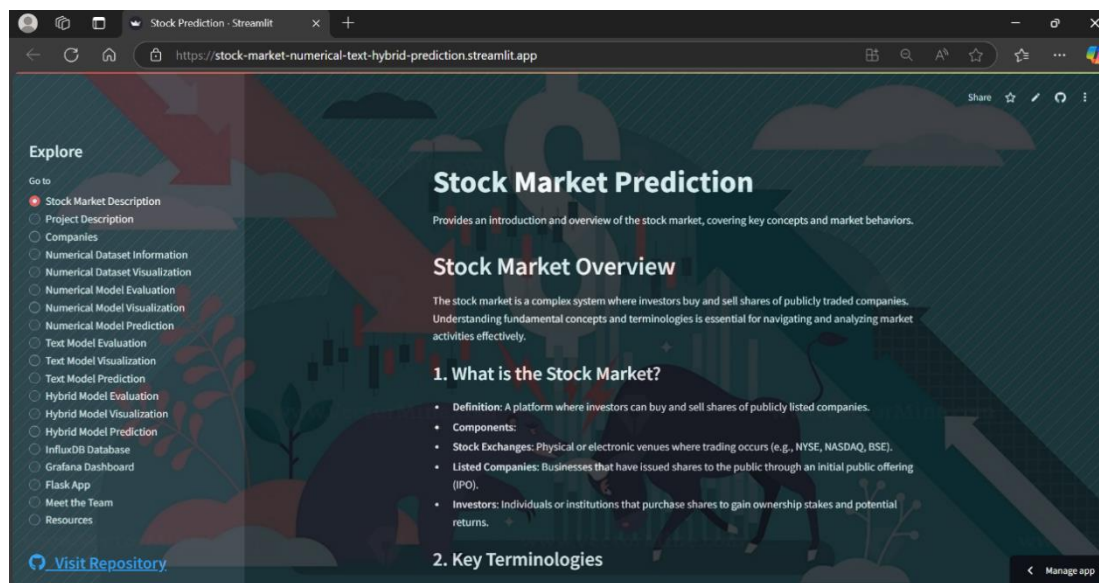 Stock Prediction · Streamlit
https://stock-market-numerical-text-hybrid-prediction.streamlit.app
Share
Explore
Go to
Stock Market Description
Project Description
Companies
Numerical Dataset Information
Numerical Dataset Visualization
Numerical Model Evaluation
Numerical Model Visualization
Numerical Model Prediction
Text Model Evaluation
Text Model Visualization
Text Model Prediction
Hybrid Model Evaluation
Hybrid Model Visualization
Hybrid Model Prediction
InfluxDB Database
Grafana Dashboard
Flask App
Meet the Team
Resources
Visit Repository
Stock Market Prediction
Provides an introduction and overview of the stock market, covering key concepts and market behaviors.
Stock Market Overview
The stock market is a complex system where investors buy and sell shares of publicly traded companies.
Understanding fundamental concepts and terminologies is essential for navigating and analyzing market
activities effectively.
1. What is the Stock Market?
• Definition: A platform where investors can buy and sell shares of publicly listed companies.
• Components:
• Stock Exchanges: Physical or electronic venues where trading occurs (e.g., NYSE, NASDAQ, BSE).
• Listed Companies: Businesses that have issued shares to the public through an initial public offering
(IPO).
• Investors: Individuals or institutions that purchase shares to gain ownership stakes and potential
returns.
2. Key Terminologies
Manage app